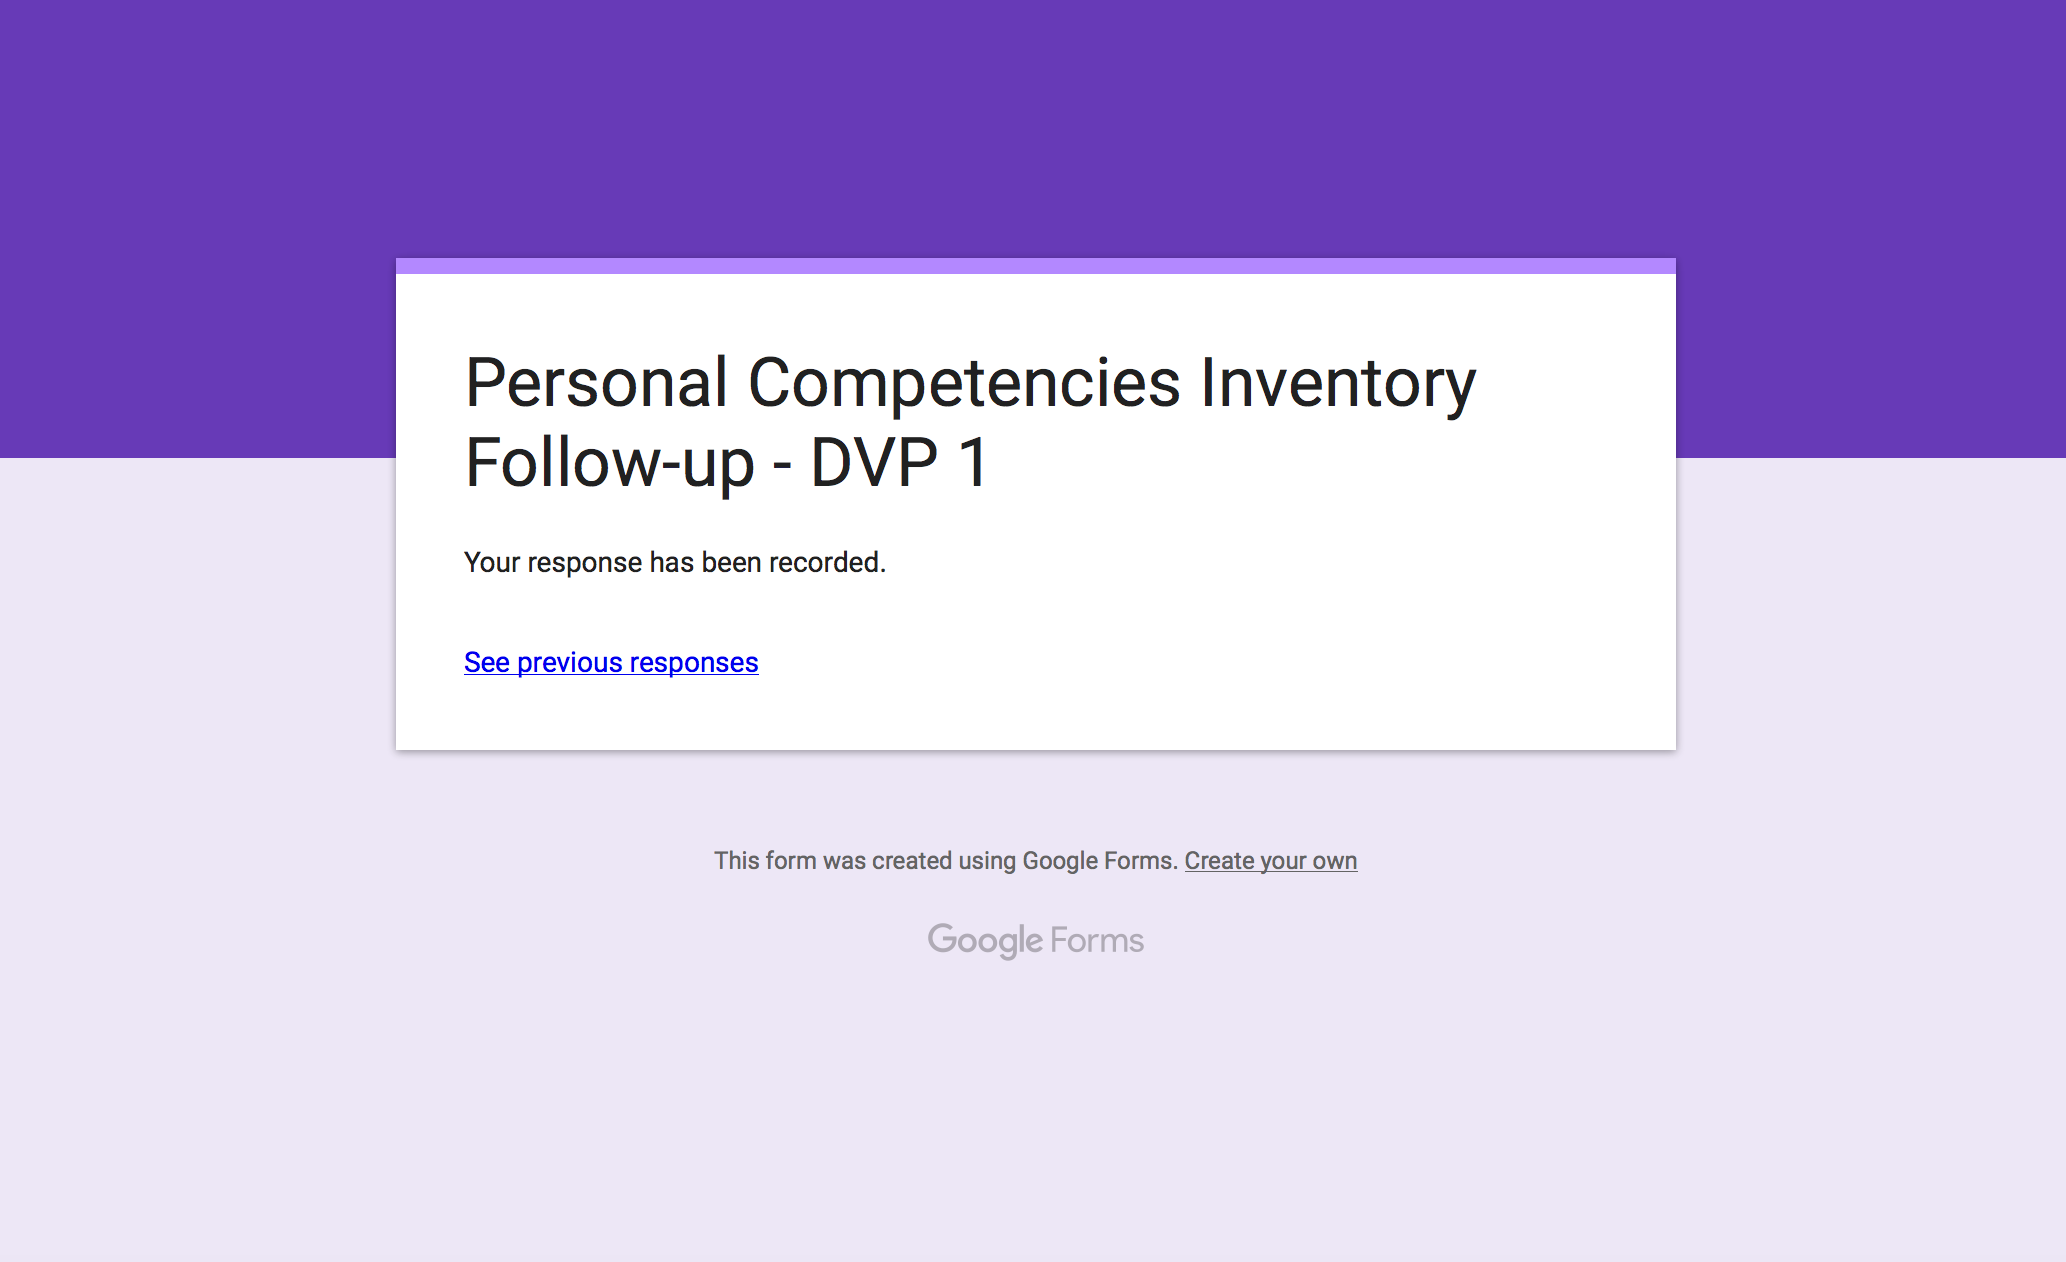 Personal Competencies Inventory
Follow-up - DVP 1
Your response has been recorded.
See previous responses
This form was created using Google Forms. Create your own
Google Forms